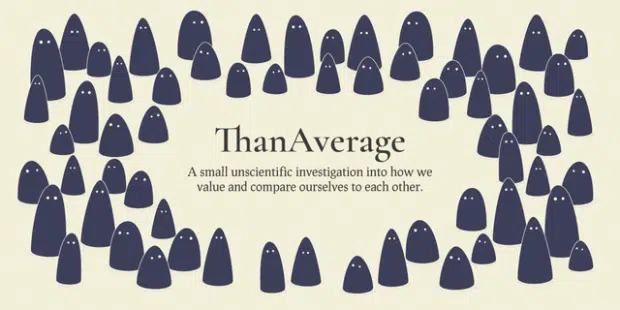 ThanAverage
A small unscientific investigation into how we
value and compare ourselves to each other.